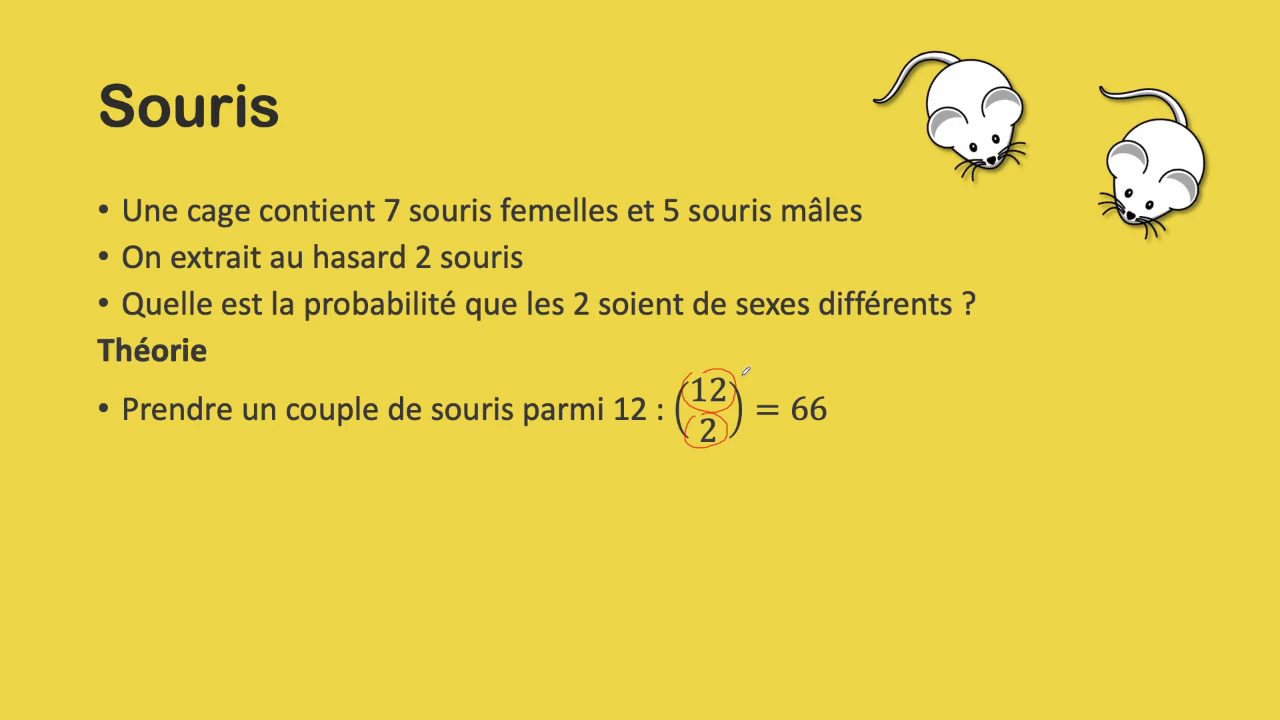 Souris
• Une cage contient 7 souris femelles et 5 souris mâles
• On extrait au hasard 2 souris
• Quelle est la probabilité que les 2 soient de sexes différents ?
Théorie
• Prendre un couple de souris parmi 12 : (12 2) = 66